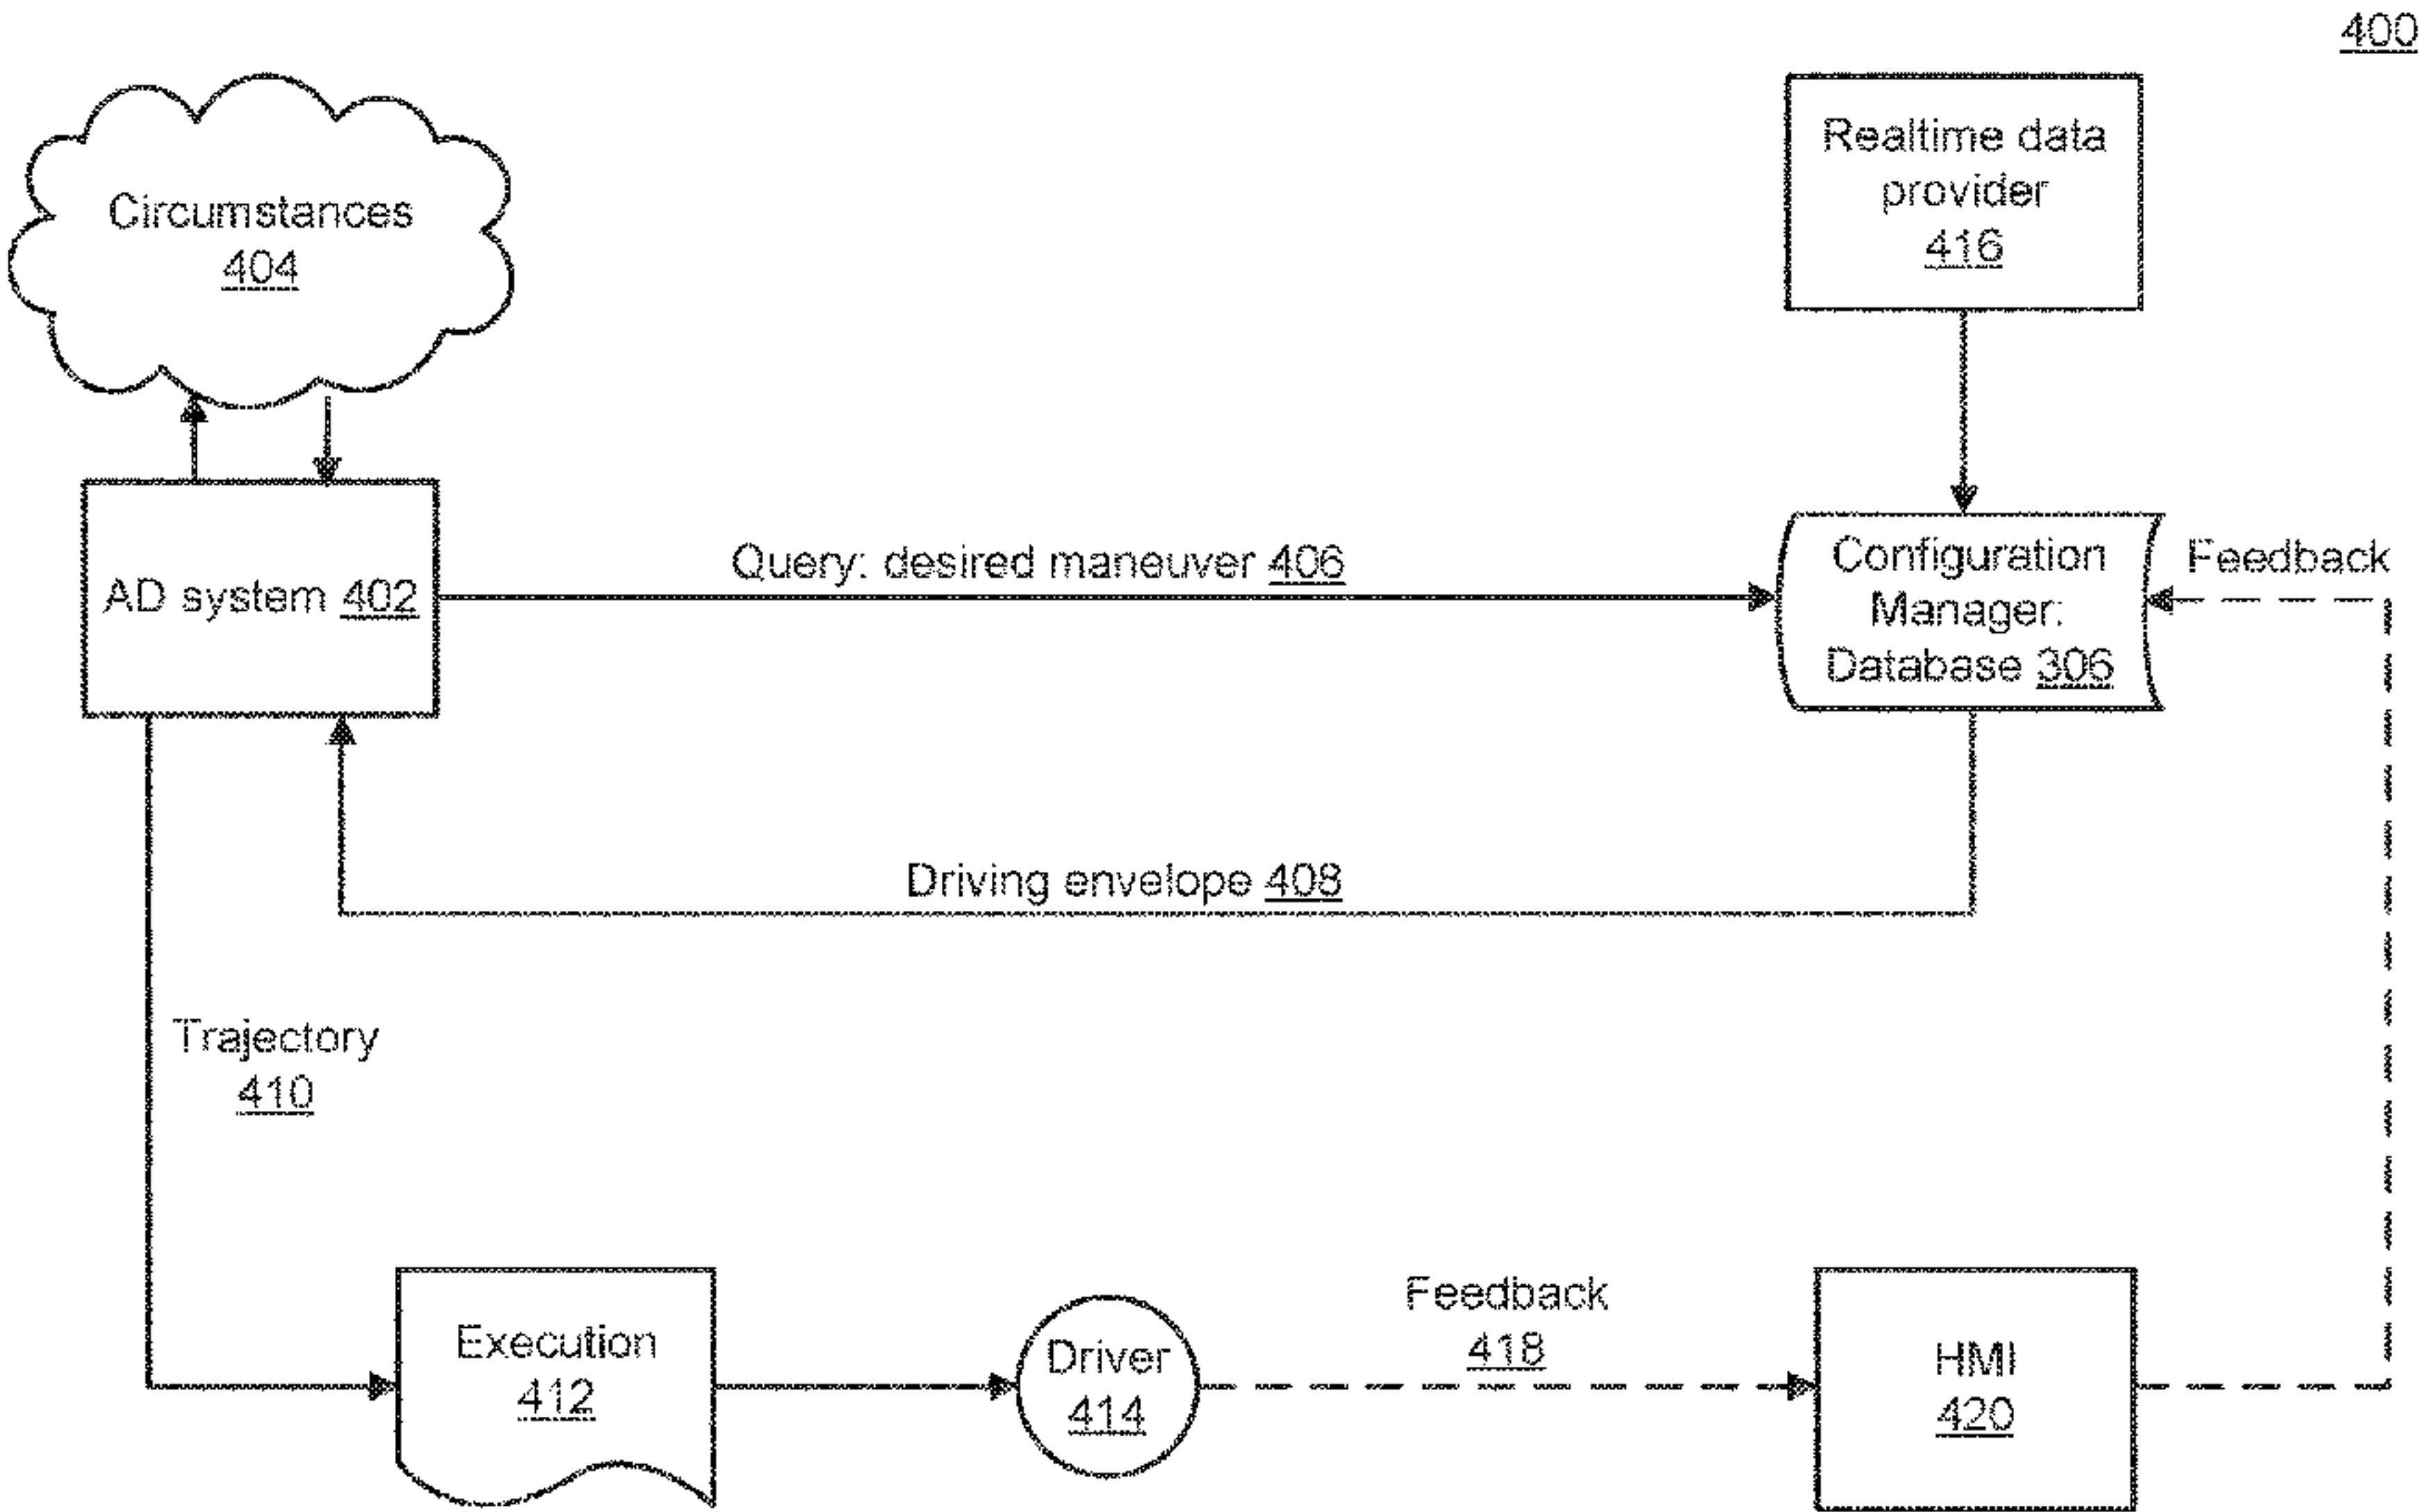 400
Circumstances
404
Realtime data
provider
416
AD system 402
Query: desired maneuver 406
Configuration
Manager:
Database 306
Feedback
Driving envelope 408
Trajectory
410
Execution
412
Driver
414
Feedback
418
HMI
420